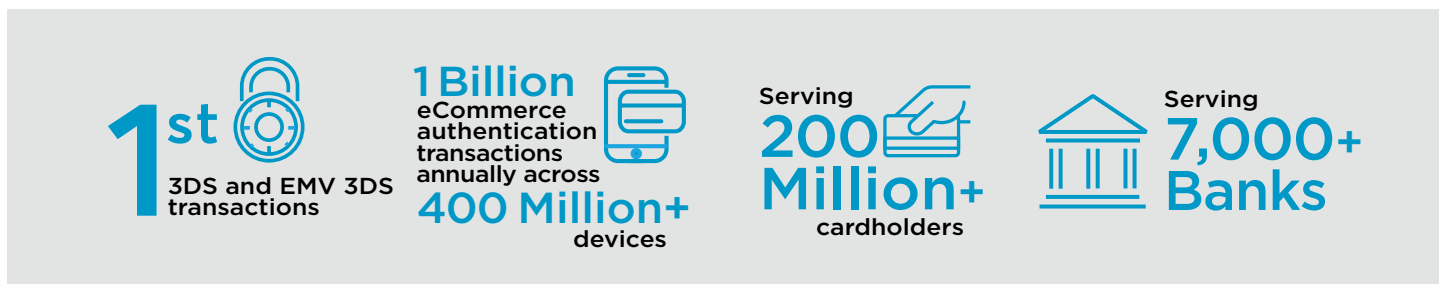 1st
3DS and EMV 3DS
transactions
1 Billion
eCommerce
authentication
transactions
annually across
400 Million+
devices
Serving
200
Million+
cardholders
Serving
7,000+
Banks